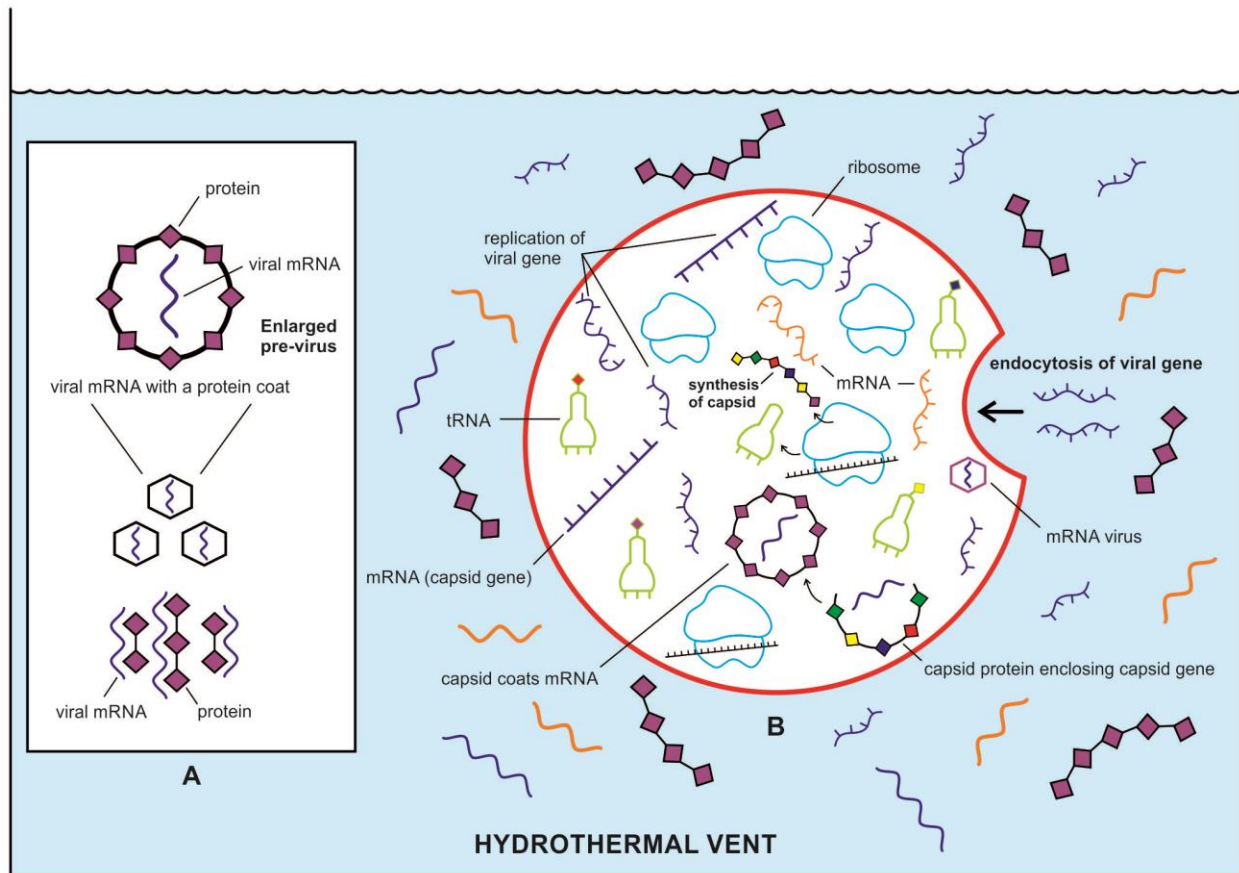 protein
viral mRNA
Enlarged
pre-virus
viral mRNA with a protein coat
viral mRNA
protein
A
ribosome
replication of
viral gene
endocytosis of viral gene
synthesis
of capsid
mRNA
tRNA
mRNA virus
mRNA (capsid gene)
capsid protein enclosing capsid gene
capsid coats mRNA
B
HYDROTHERMAL VENT